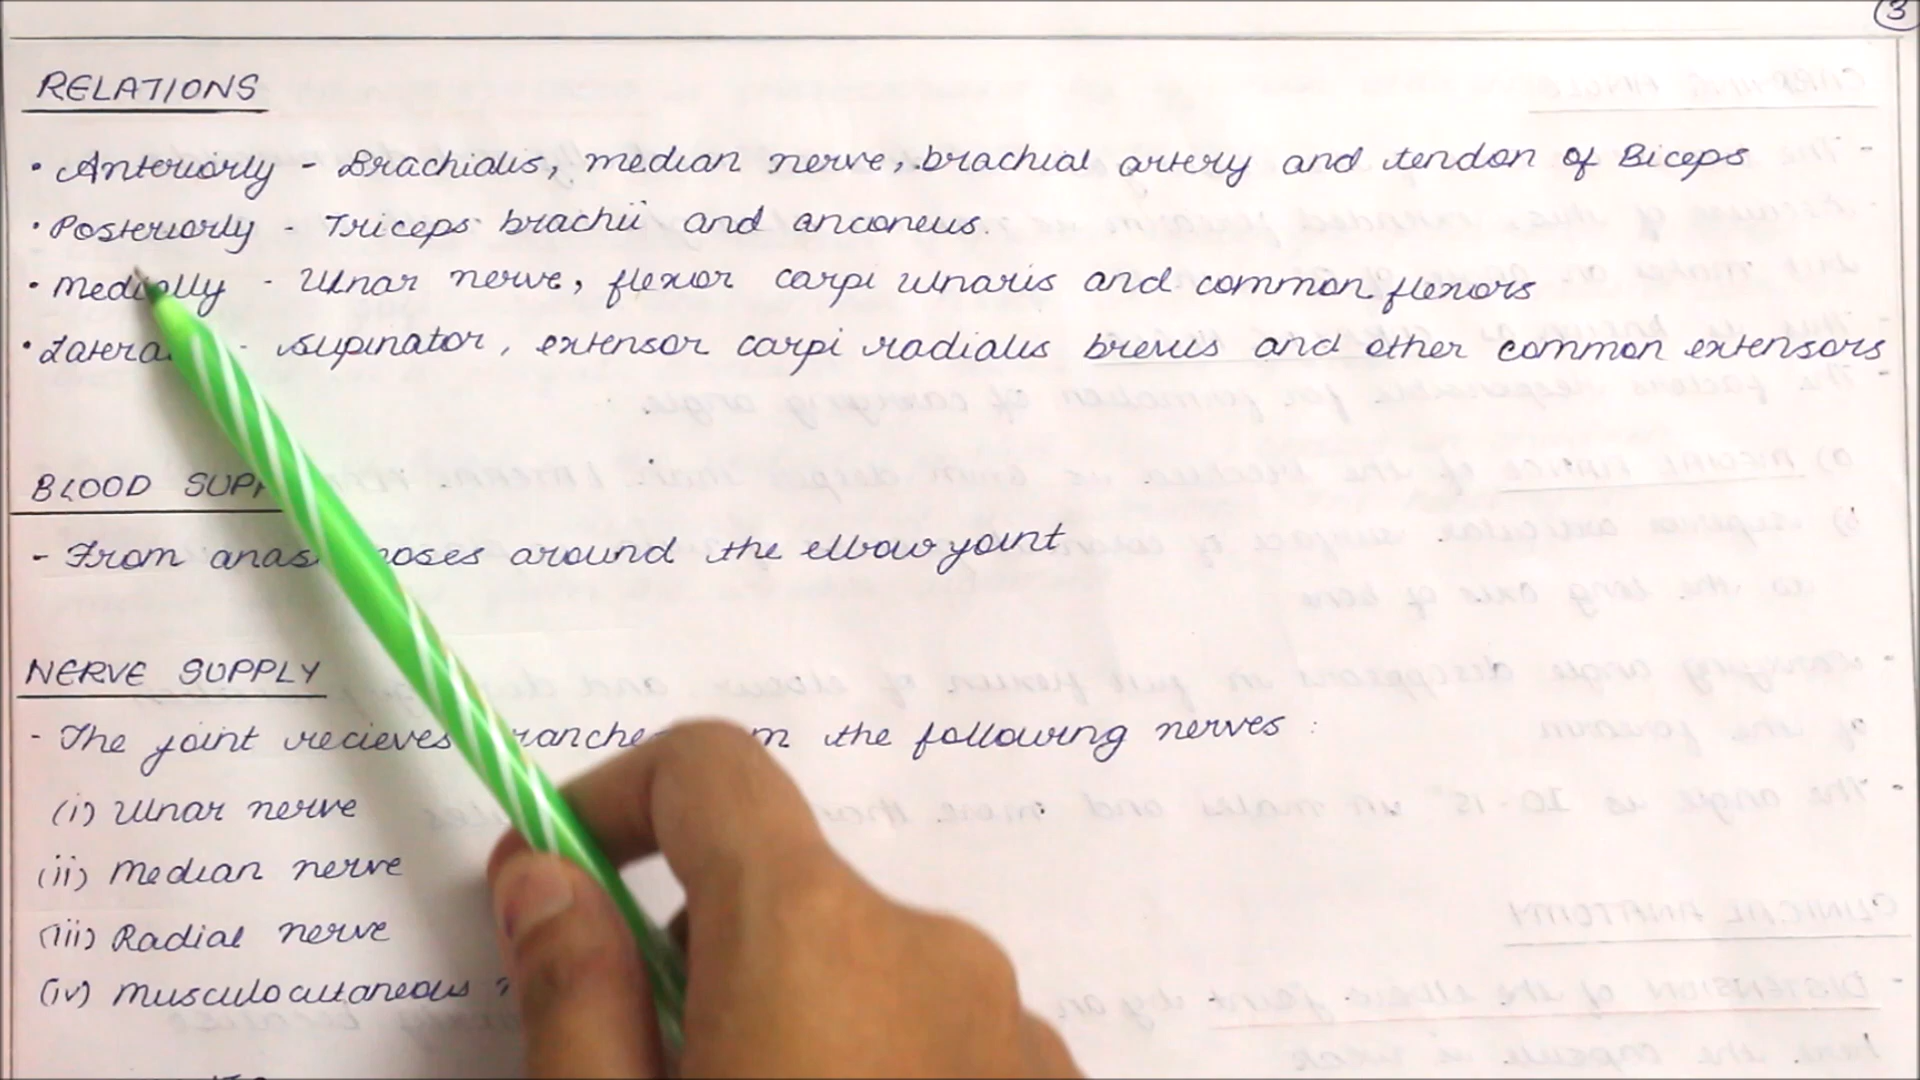 3
RELATIONS
• Anteriorly - Brachialis, median nerve, brachial artery and tendon of Biceps
• Posteriorly - Triceps brachii and anconeus.
• Medially - Ulnar nerve, flexor carpi ulnaris and common flexors
• - supinator, extensor carpi radialis brevis and other common extensors
BLOOD
- From around the elbow joint
NERVE SUPPLY
- The joint recieves the following nerves :
(i) Ulnar nerve
(ii) Median nerve
(iii) Radial nerve
(iv) Musculocutaneous